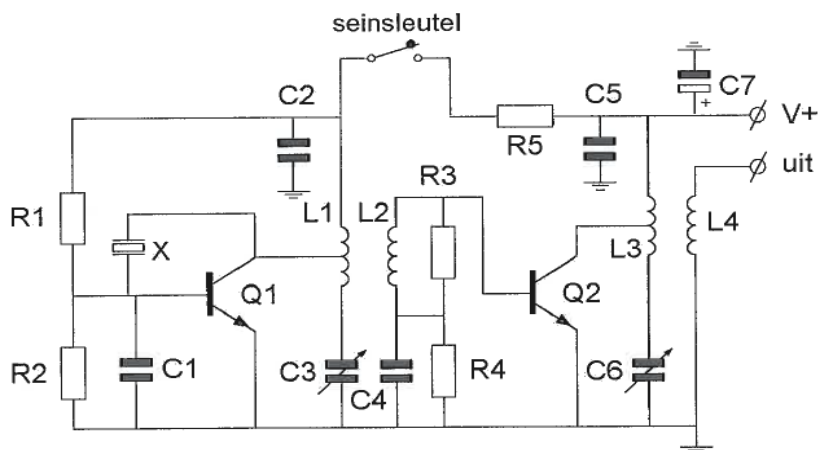 seinsleutel
C2
C5
C7
+
V+
R5
uit
R3
R1
L1
L2
L3
L4
X
Q1
Q2
R2
C1
C3
C4
R4
C6